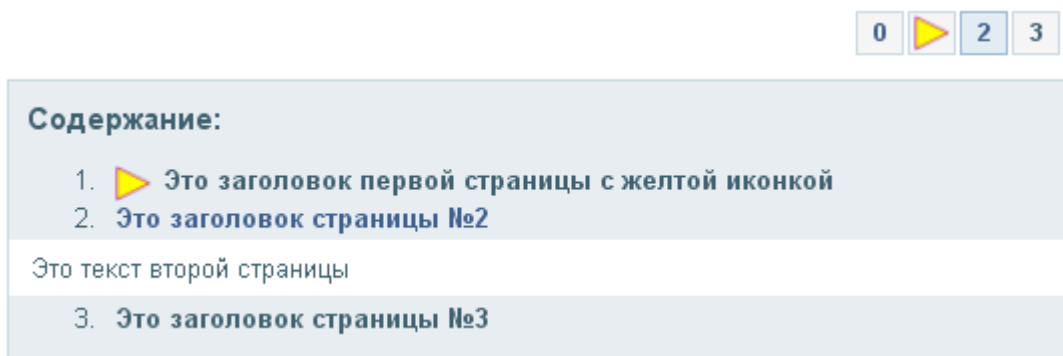 0 2 3
Содержание:
1. Это заголовок первой страницы с желтой иконкой
2. Это заголовок страницы №2
Это текст второй страницы
3. Это заголовок страницы №3